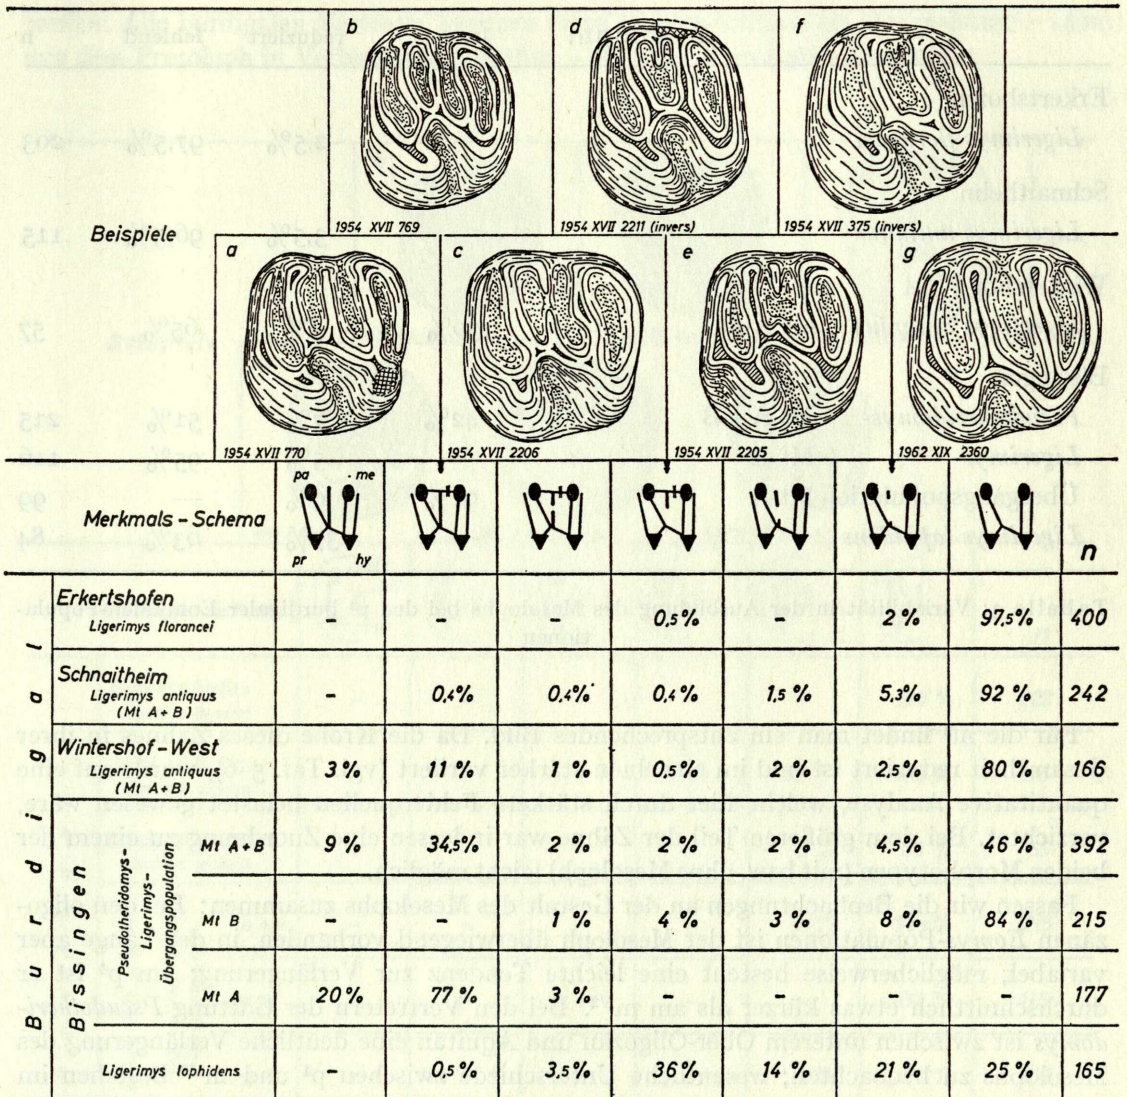 b d f
1954 XVII 769 1954 XVII 2211 (invers) 1954 XVII 375 (invers)
Beispiele
a c e g
1954 XVII 770 1954 XVII 2206 1954 XVII 2205 1962 XIX 2360
pa me
Merkmals-Schema n
pr hy
Burdigal
Erkertshofen
Ligerimys florancei – – – 0,5% – 2% 97,5% 400
Schnaitheim
Ligerimys antiquus – 0,4% 0,4% 0,4% 1,5% 5,3% 92% 242
(Mt A+B)
Wintershof-West
Ligerimys antiquus 3% 11% 1% 0,5% 2% 2,5% 80% 166
(Mt A+B)
Bissingen
Pseudotheridomys-
Ligerimys-
Übergangspopulation
Mt A+B 9% 34,5% 2% 2% 2% 4,5% 46% 392
Mt B – – 1% 4% 3% 8% 84% 215
Mt A 20% 77% 3% – – – – 177
Ligerimys lophidens – 0,5% 3,5% 36% 14% 21% 25% 165